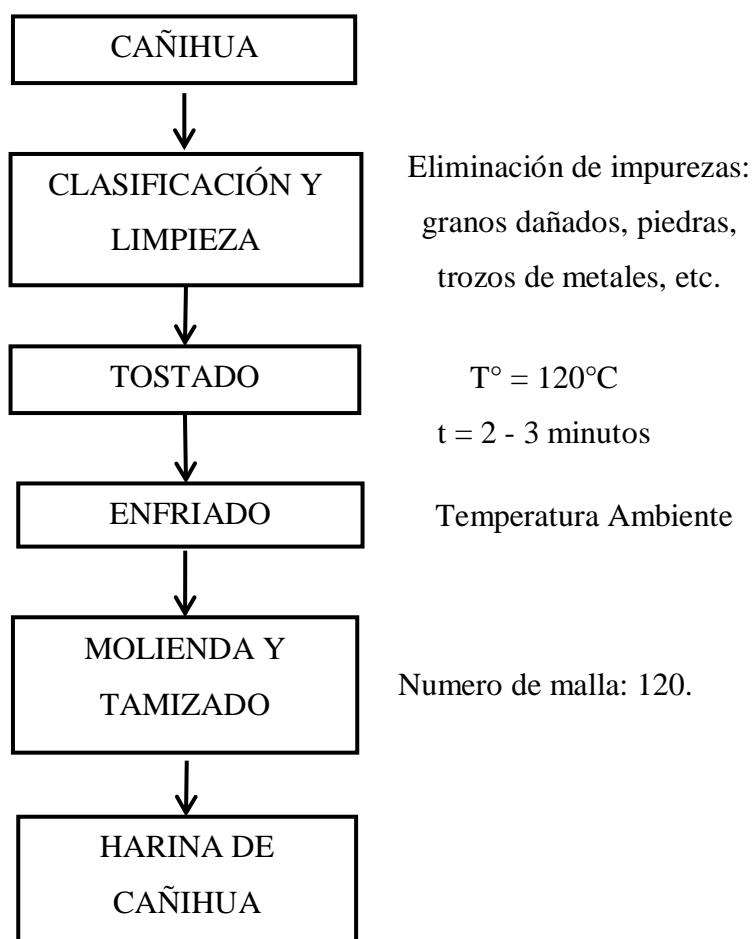 CAÑIHUA
CLASIFICACIÓN Y
LIMPIEZA
Eliminación de impurezas:
granos dañados, piedras,
trozos de metales, etc.
TOSTADO
T° = 120°C
t = 2 - 3 minutos
ENFRIADO
Temperatura Ambiente
MOLIENDA Y
TAMIZADO
Numero de malla: 120.
HARINA DE
CAÑIHUA